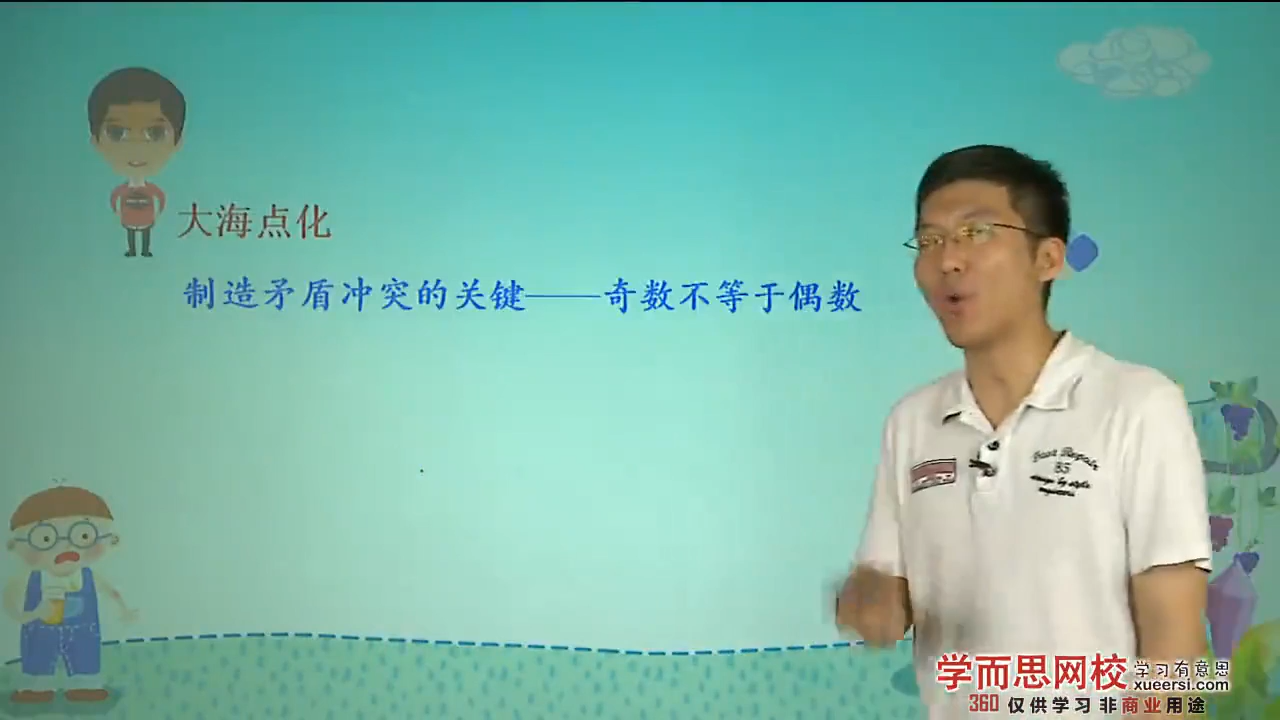 大海点化
制造矛盾冲突的关键——奇数不等于偶数
85
学而思网校 学习有意思
xueersi.com
360 仅供学习 非商业用途